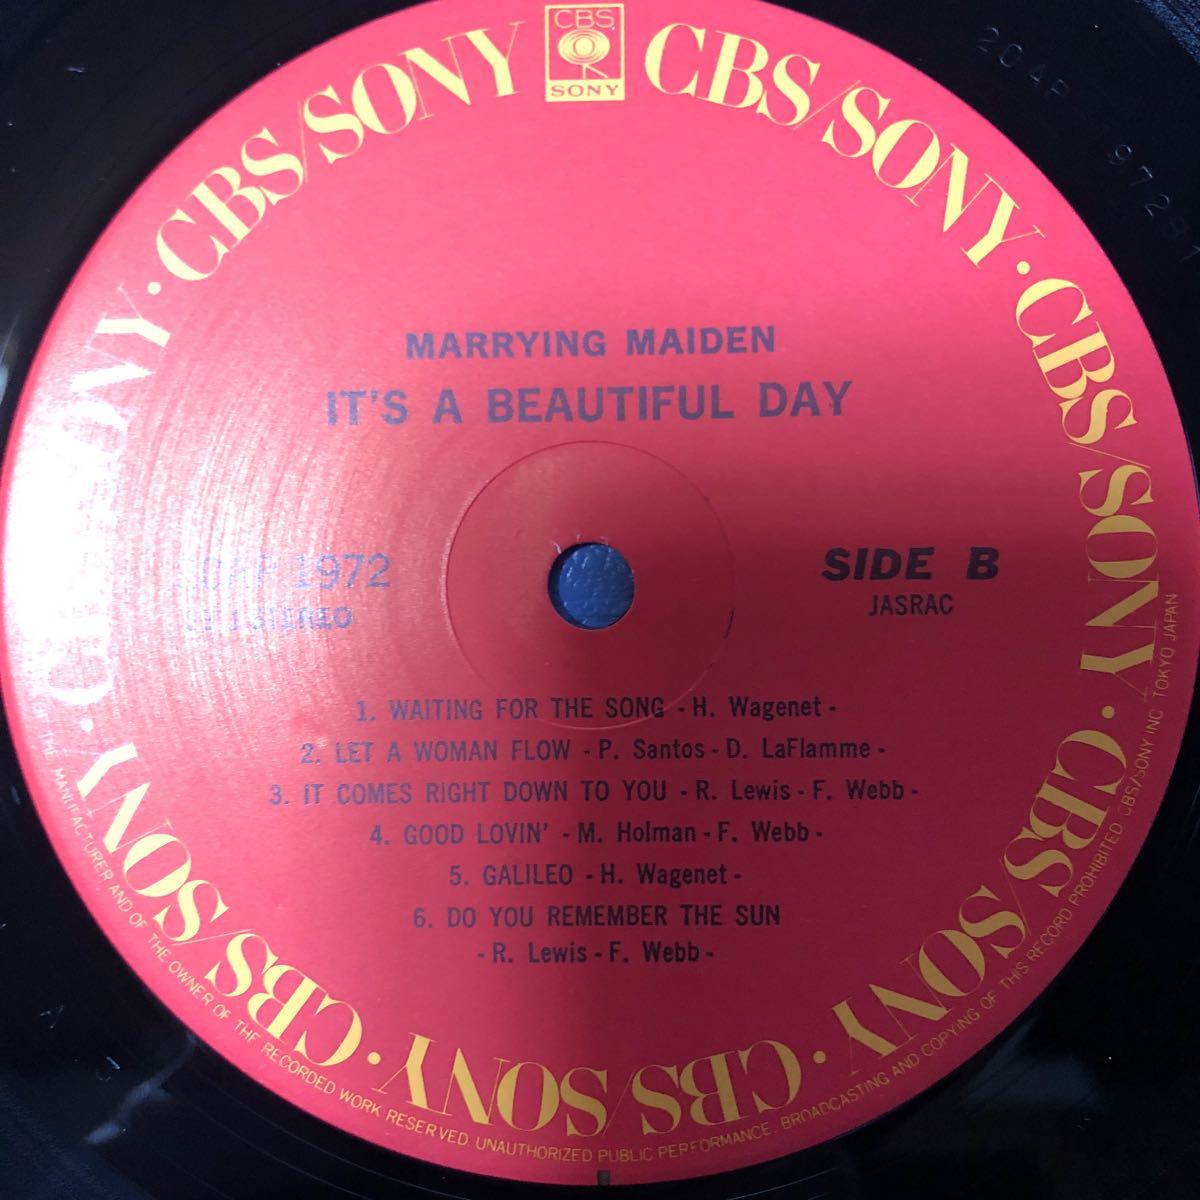 CBS
SONY
CBS/SONY · CBS/SONY · CBS/SONY · CBS/SONY · CBS/SONY · CBS/SONY · CBS/SONY · CBS/SONY
20AP 972B1
MARRYING MAIDEN
IT'S A BEAUTIFUL DAY
1972
STEREO
SIDE B
JASRAC
1. WAITING FOR THE SONG - H. Wagenet -
2. LET A WOMAN FLOW - P. Santos - D. LaFlamme -
3. IT COMES RIGHT DOWN TO YOU - R. Lewis - F. Webb -
4. GOOD LOVIN' - M. Holman - F. Webb -
5. GALILEO - H. Wagenet -
6. DO YOU REMEMBER THE SUN
- R. Lewis - F. Webb -
OF THE MANUFACTURER AND OF THE OWNER OF THE RECORDED WORK RESERVED. UNAUTHORIZED PUBLIC PERFORMANCE. BROADCASTING AND COPYING OF THIS RECORD PROHIBITED CBS/SONY INC TOKYO JAPAN
A